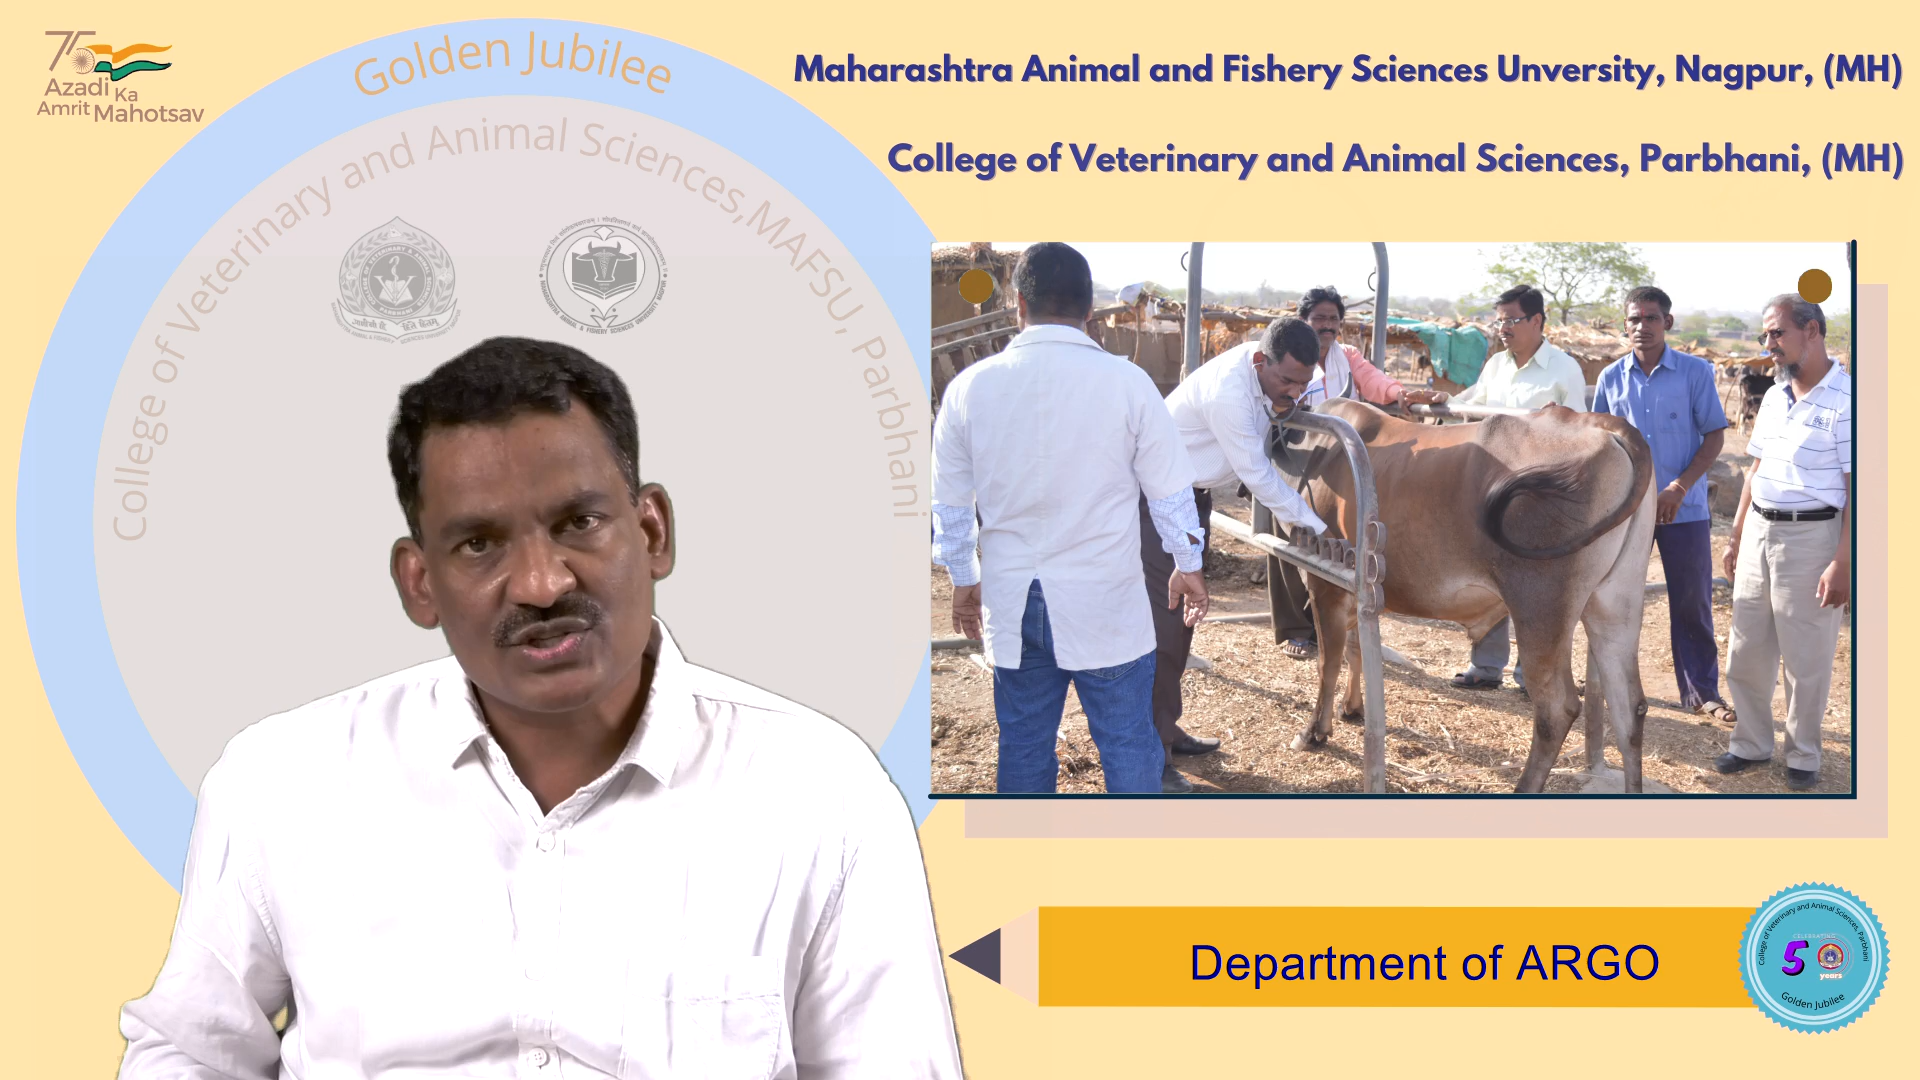 75
Azadi Ka
Amrit Mahotsav
Golden Jubilee
College of Veterinary and Animal Sciences,MAFSU, Parbhani
Maharashtra Animal and Fishery Sciences Unversity, Nagpur, (MH)
College of Veterinary and Animal Sciences, Parbhani, (MH)
Department of ARGO
College of Veterinary and Animal Sciences, Parbhani
CELEBRATING
50
years
Golden Jubilee